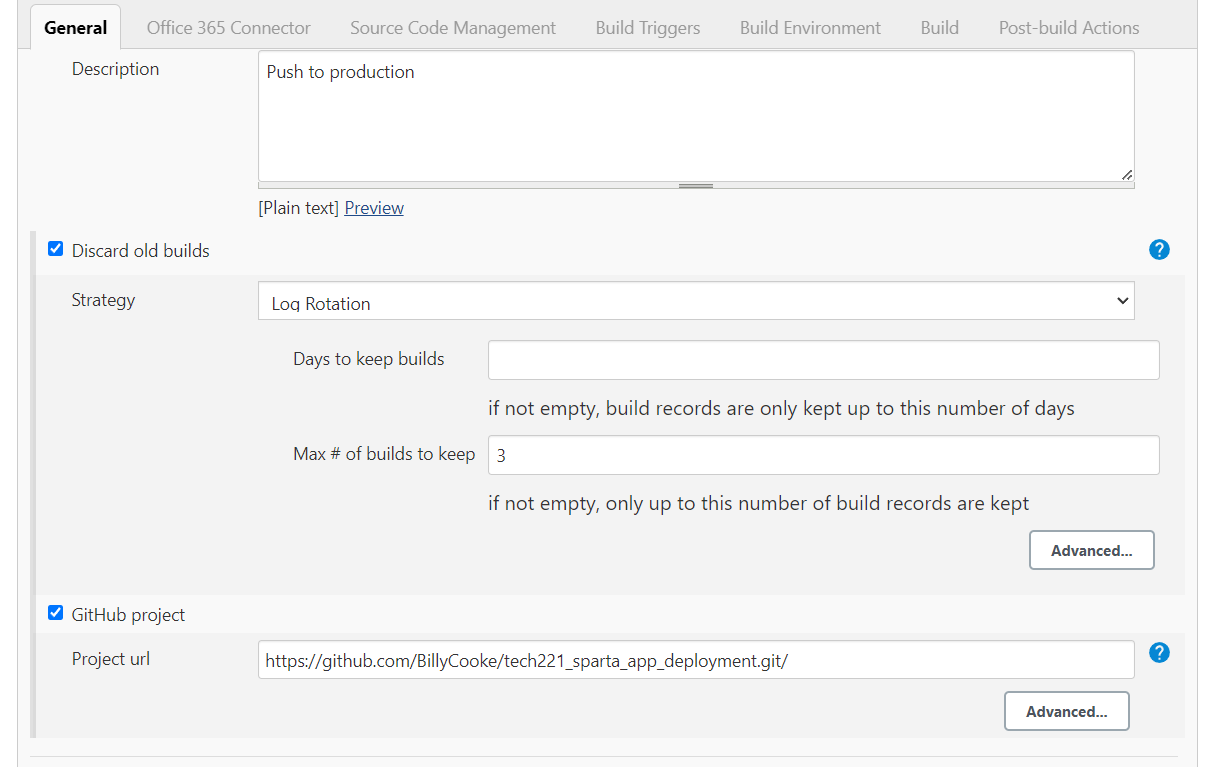 General Office 365 Connector Source Code Management Build Triggers Build Environment Build Post-build Actions
Description
Push to production
[Plain text] Preview
Discard old builds
?
Strategy
Log Rotation
Days to keep builds
if not empty, build records are only kept up to this number of days
Max # of builds to keep
3
if not empty, only up to this number of build records are kept
Advanced...
GitHub project
Project url
https://github.com/BillyCooke/tech221_sparta_app_deployment.git/
?
Advanced...